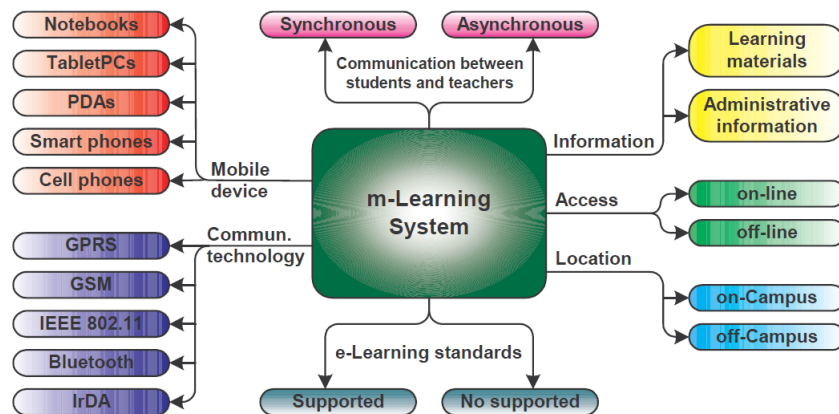 Notebooks
TabletPCs
PDAs
Smart phones
Cell phones
Mobile
device
GPRS
GSM
IEEE 802.11
Bluetooth
IrDA
Commun.
technology
Synchronous
Asynchronous
Communication between
students and teachers
m-Learning
System
e-Learning standards
Supported
No supported
Information
Learning
materials
Administrative
information
Access
on-line
off-line
Location
on-Campus
off-Campus